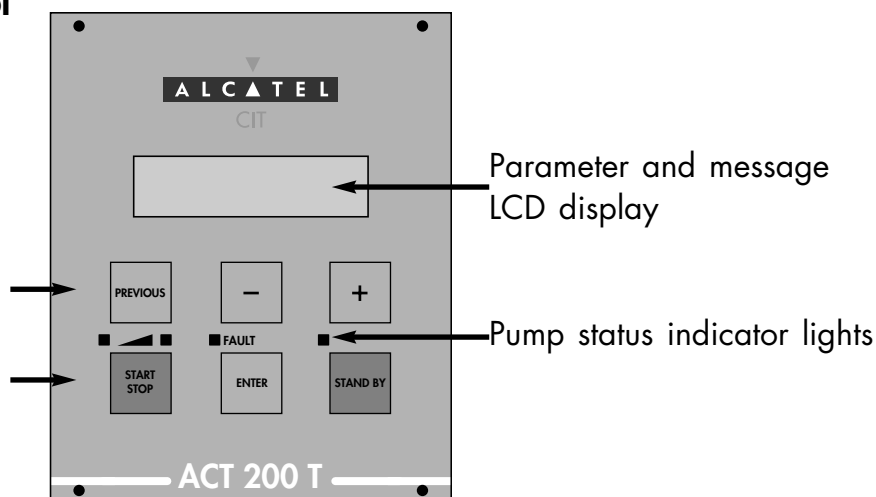 ALCATEL
CIT
Parameter and message
LCD display
PREVIOUS
−
+
FAULT
Pump status indicator lights
START
STOP
ENTER
STAND BY
ACT 200 T